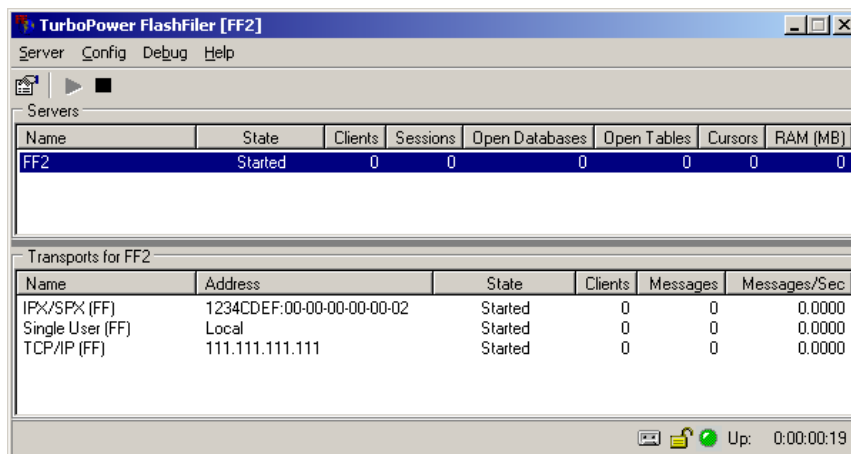 TurboPower FlashFiler [FF2]
Server Config Debug Help
Servers
Name State Clients Sessions Open Databases Open Tables Cursors RAM (MB)
FF2 Started 0 0 0 0 0 0
Transports for FF2
Name Address State Clients Messages Messages/Sec
IPX/SPX (FF) 1234CDEF:00-00-00-00-00-02 Started 0 0 0.0000
Single User (FF) Local Started 0 0 0.0000
TCP/IP (FF) 111.111.111.111 Started 0 0 0.0000
Up: 0:00:00:19